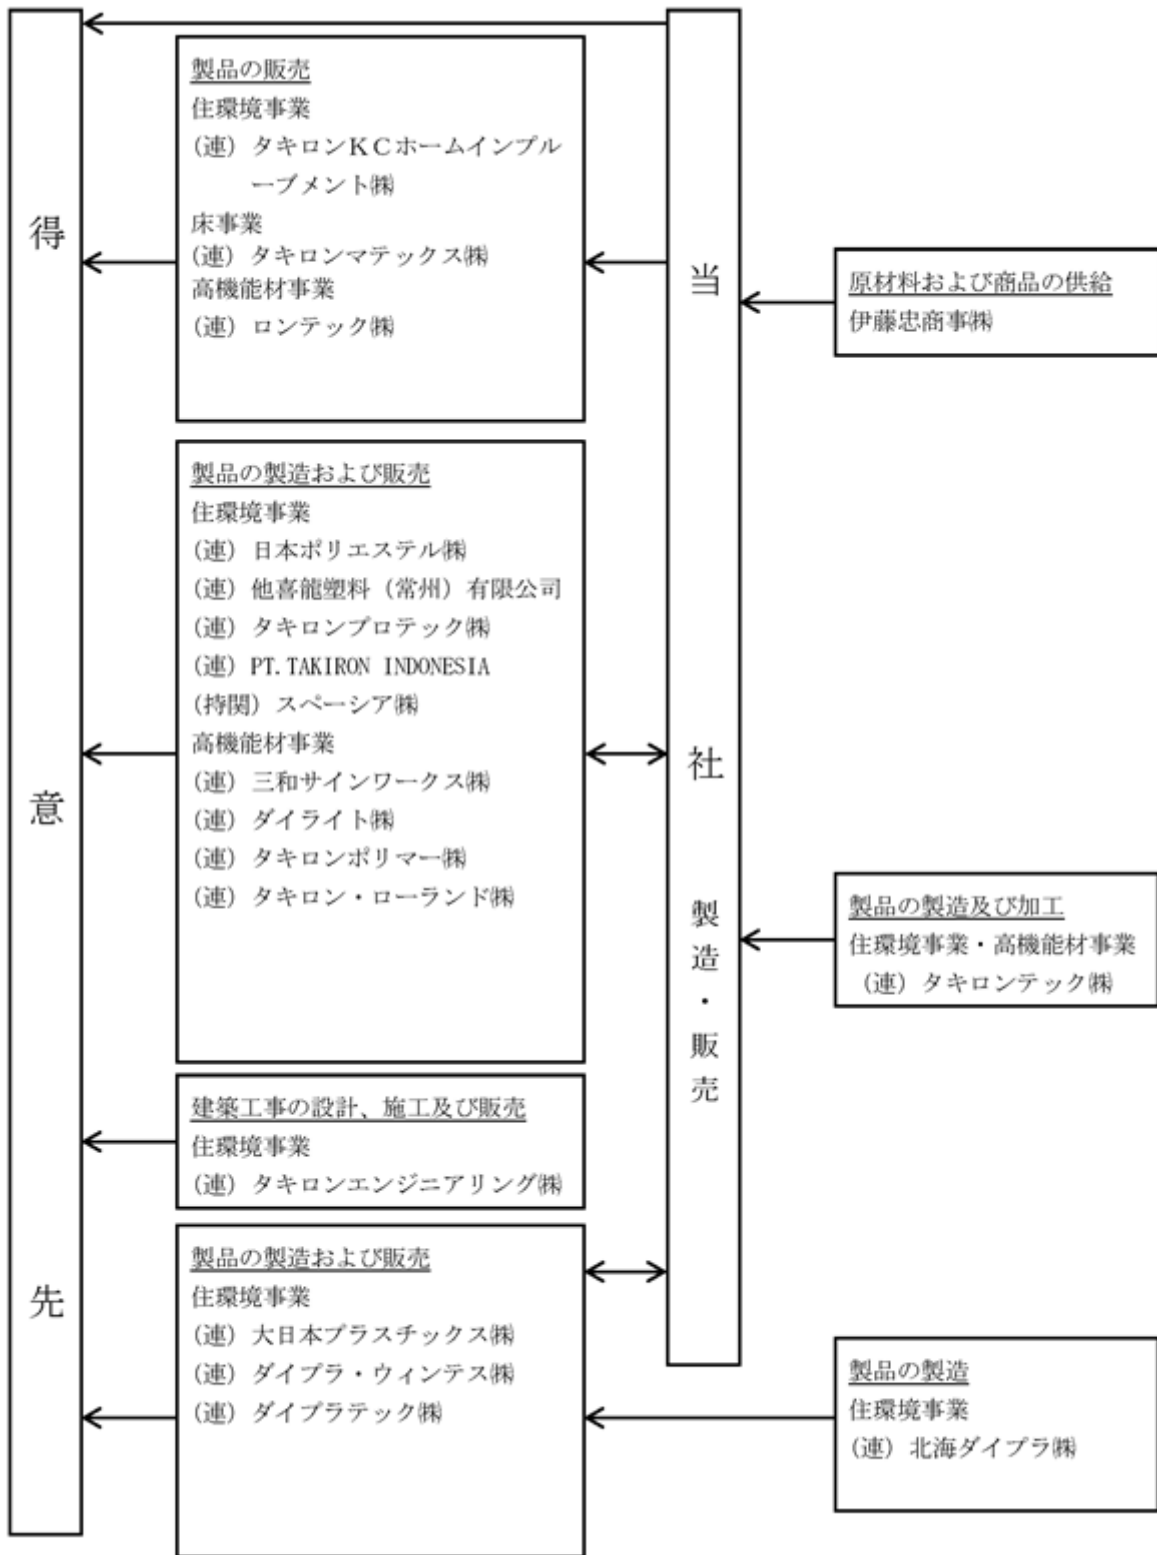 得意先
製品の販売
住環境事業
(連) タキロンKCホームインプル
ーブメント㈱
床事業
(連) タキロンマテックス㈱
高機能材事業
(連) ロンテック㈱
製品の製造および販売
住環境事業
(連) 日本ポリエステル㈱
(連) 他喜龍塑料（常州）有限公司
(連) タキロンプロテック㈱
(連) PT.TAKIRON INDONESIA
(持関) スペーシア㈱
高機能材事業
(連) 三和サインワークス㈱
(連) ダイライト㈱
(連) タキロンポリマー㈱
(連) タキロン・ローランド㈱
建築工事の設計、施工及び販売
住環境事業
(連) タキロンエンジニアリング㈱
製品の製造および販売
住環境事業
(連) 大日本プラスチックス㈱
(連) ダイプラ・ウィンテス㈱
(連) ダイプラテック㈱
当社
製造・販売
原材料および商品の供給
伊藤忠商事㈱
製品の製造及び加工
住環境事業・高機能材事業
(連) タキロンテック㈱
製品の製造
住環境事業
(連) 北海ダイプラ㈱